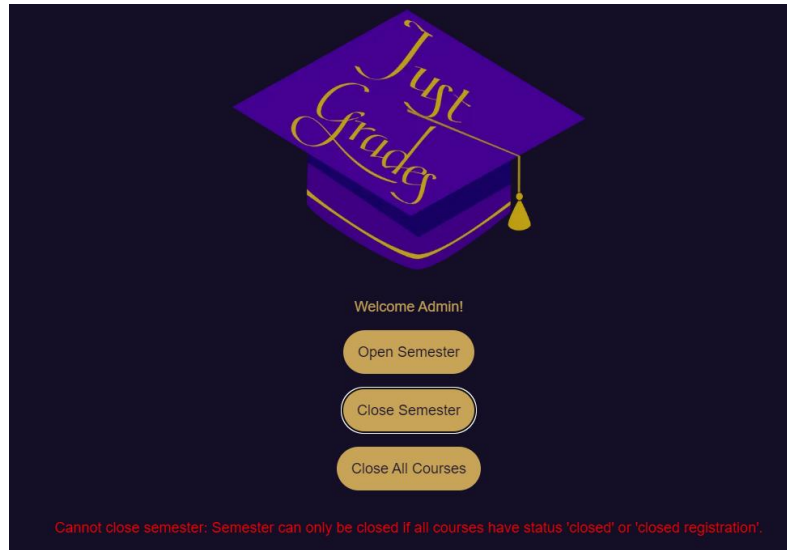 Just
Grades
Welcome Admin!
Open Semester
Close Semester
Close All Courses
Cannot close semester: Semester can only be closed if all courses have status 'closed' or 'closed registration'.